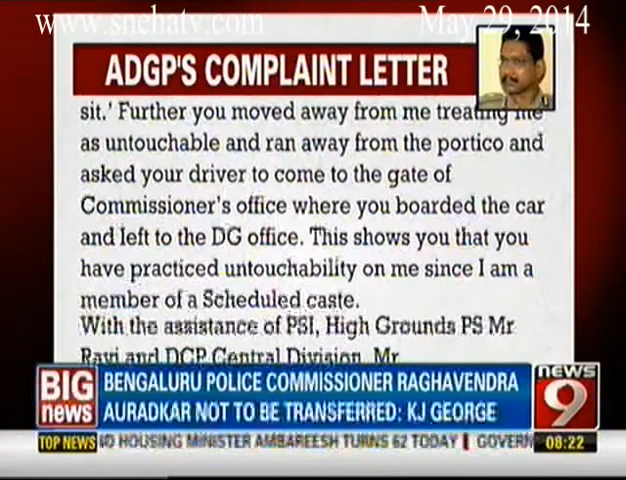 www.snehatv.com
May 29, 2014
ADGP'S COMPLAINT LETTER
sit.' Further you moved away from me treating me
as untouchable and ran away from the portico and
asked your driver to come to the gate of
Commissioner's office where you boarded the car
and left to the DG office. This shows you that you
have practiced untouchability on me since I am a
member of a Scheduled caste.
With the assistance of PSI, High Grounds PS Mr
Ravi and DCP Central Division, Mr
BIG
news
BENGALURU POLICE COMMISSIONER RAGHAVENDRA
AURADKAR NOT TO BE TRANSFERRED: KJ GEORGE
NEWS
9
TOP NEWS
HOUSING MINISTER AMBAREESH TURNS 62 TODAY
08:22